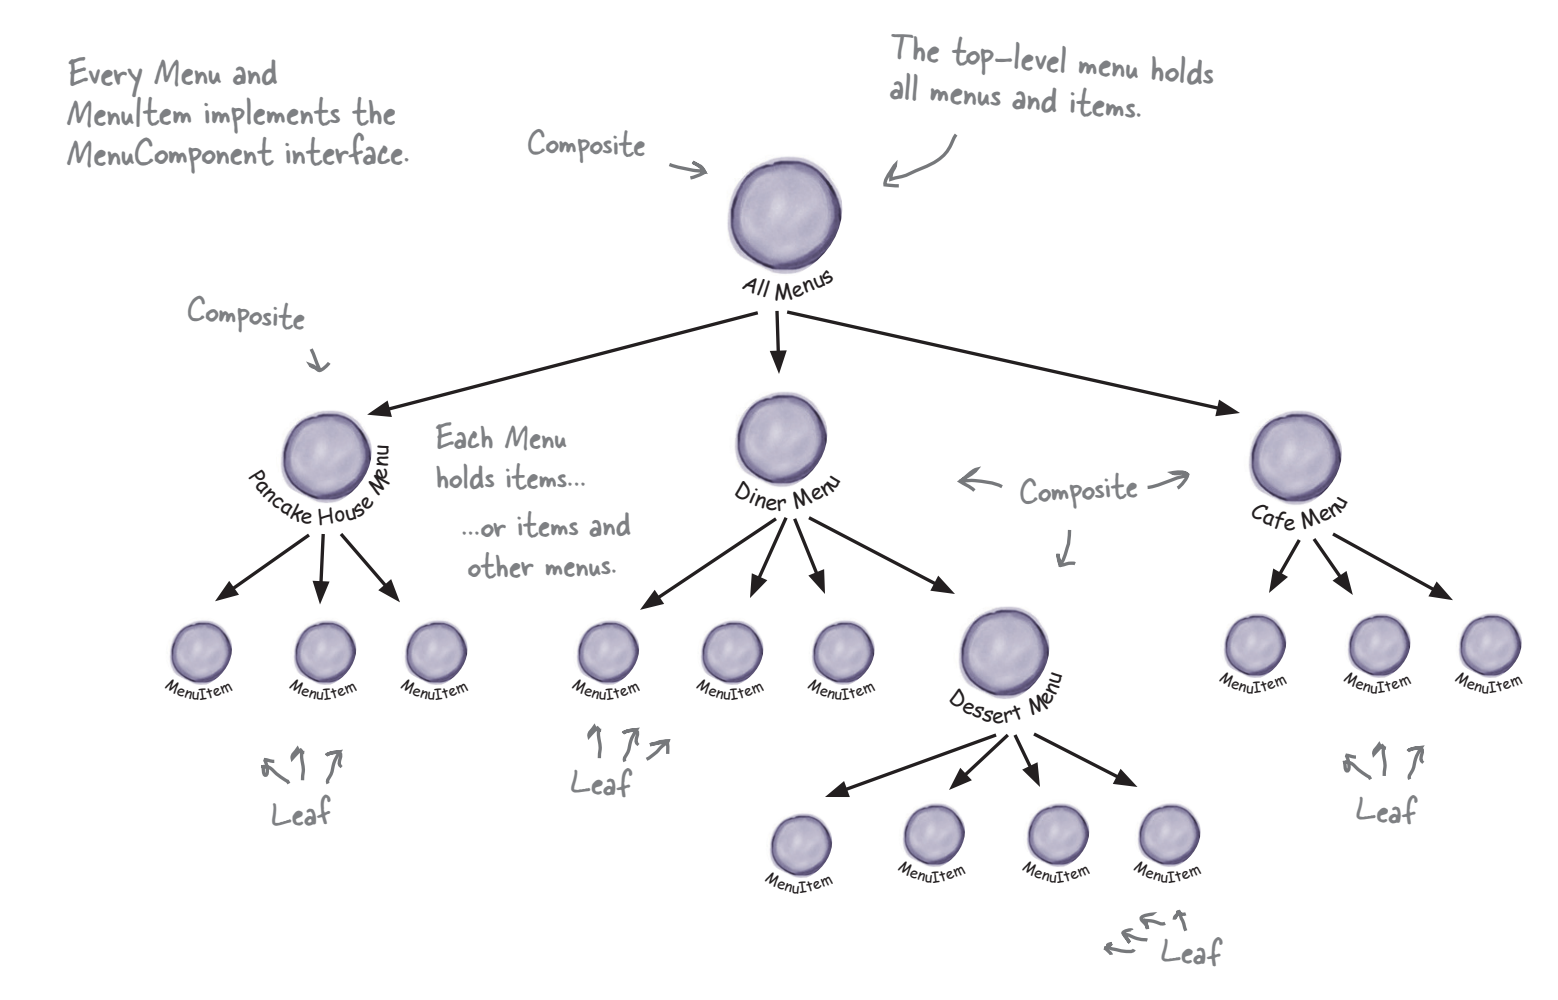 Every Menu and
MenuItem implements the
MenuComponent interface.
The top-level menu holds
all menus and items.
Composite
All Menus
Composite
Pancake House Menu
Each Menu
holds items...
...or items and
other menus.
Diner Menu
Composite
Cafe Menu
MenuItem
MenuItem
MenuItem
MenuItem
MenuItem
MenuItem
Dessert Menu
MenuItem
MenuItem
MenuItem
Leaf
Leaf
Leaf
MenuItem
MenuItem
MenuItem
MenuItem
Leaf